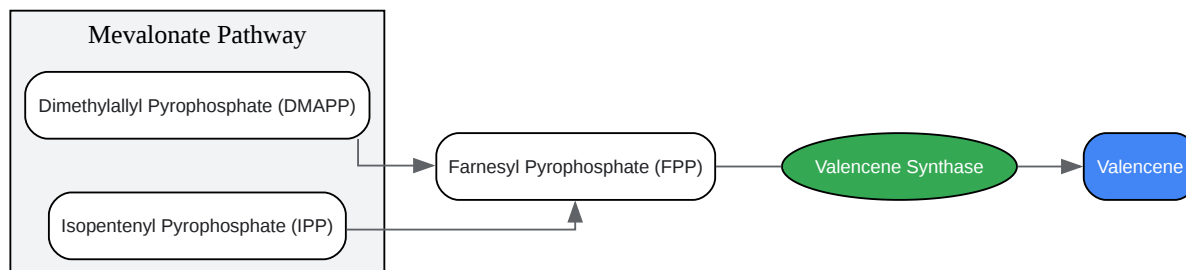 Mevalonate Pathway
Dimethylallyl Pyrophosphate (DMAPP)
Farnesyl Pyrophosphate (FPP)
Valencene Synthase
Valencene
Isopentenyl Pyrophosphate (IPP)